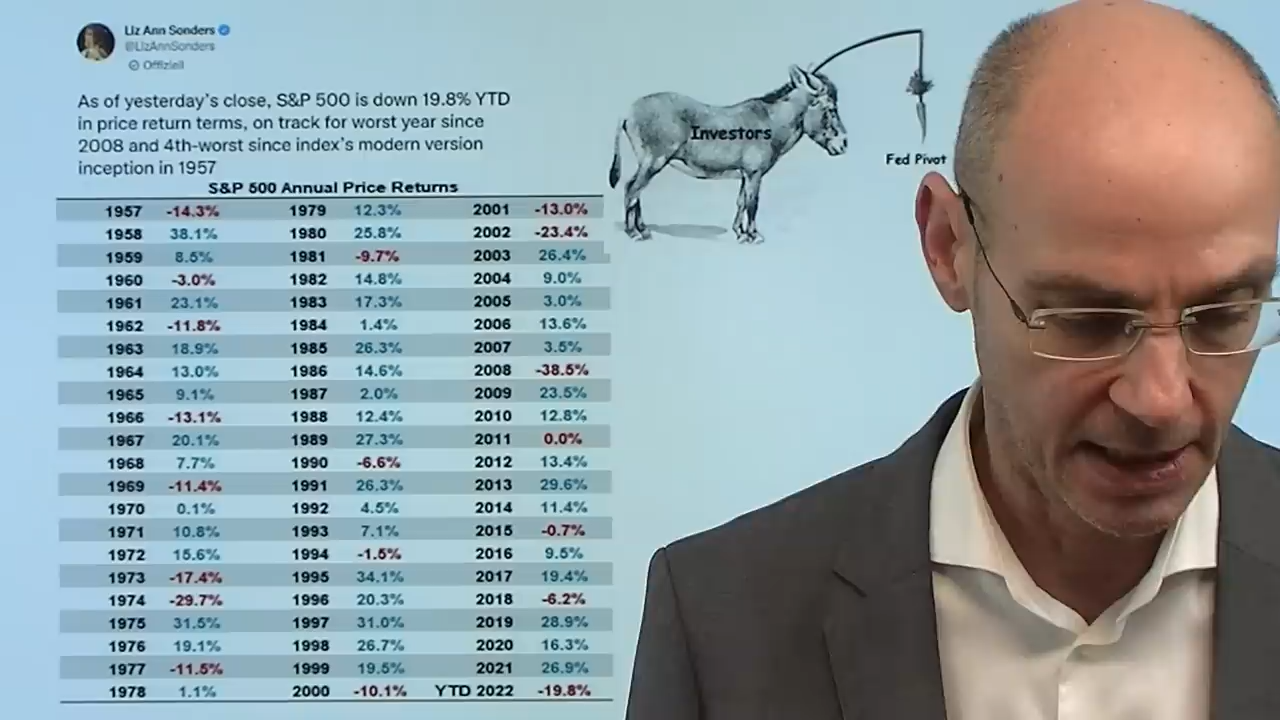 Liz Ann Sonders
@LizAnnSonders
Offiziell
As of yesterday's close, S&P 500 is down 19.8% YTD
in price return terms, on track for worst year since
2008 and 4th-worst since index's modern version
inception in 1957
S&P 500 Annual Price Returns
1957 -14.3% 1979 12.3% 2001 -13.0%
1958 38.1% 1980 25.8% 2002 -23.4%
1959 8.5% 1981 -9.7% 2003 26.4%
1960 -3.0% 1982 14.8% 2004 9.0%
1961 23.1% 1983 17.3% 2005 3.0%
1962 -11.8% 1984 1.4% 2006 13.6%
1963 18.9% 1985 26.3% 2007 3.5%
1964 13.0% 1986 14.6% 2008 -38.5%
1965 9.1% 1987 2.0% 2009 23.5%
1966 -13.1% 1988 12.4% 2010 12.8%
1967 20.1% 1989 27.3% 2011 0.0%
1968 7.7% 1990 -6.6% 2012 13.4%
1969 -11.4% 1991 26.3% 2013 29.6%
1970 0.1% 1992 4.5% 2014 11.4%
1971 10.8% 1993 7.1% 2015 -0.7%
1972 15.6% 1994 -1.5% 2016 9.5%
1973 -17.4% 1995 34.1% 2017 19.4%
1974 -29.7% 1996 20.3% 2018 -6.2%
1975 31.5% 1997 31.0% 2019 28.9%
1976 19.1% 1998 26.7% 2020 16.3%
1977 -11.5% 1999 19.5% 2021 26.9%
1978 1.1% 2000 -10.1% YTD 2022 -19.8%
Investors
Fed Pivot